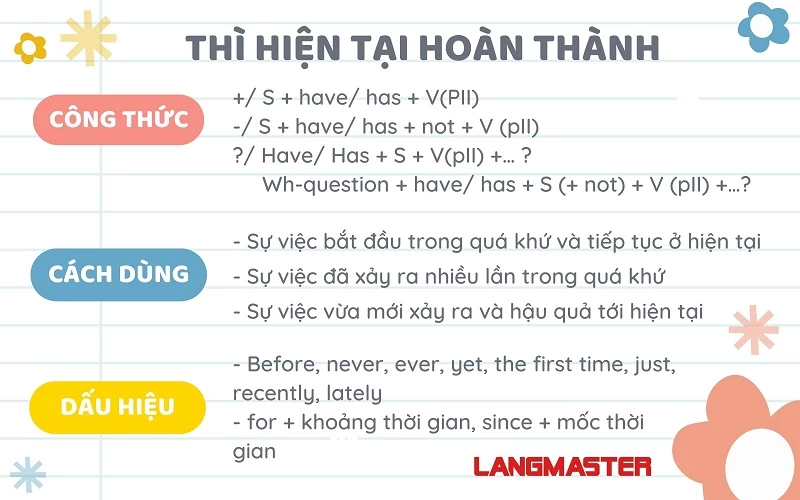 THÌ HIỆN TẠI HOÀN THÀNH
CÔNG THỨC
+/ S + have/ has + V(PII)
-/ S + have/ has + not + V (pII)
?/ Have/ Has + S + V(pII) +... ?
Wh-question + have/ has + S (+ not) + V (pII) +...?
CÁCH DÙNG
- Sự việc bắt đầu trong quá khứ và tiếp tục ở hiện tại
- Sự việc đã xảy ra nhiều lần trong quá khứ
- Sự việc vừa mới xảy ra và hậu quả tới hiện tại
DẤU HIỆU
- Before, never, ever, yet, the first time, just,
recently, lately
- for + khoảng thời gian, since + mốc thời
gian
LANGMASTER